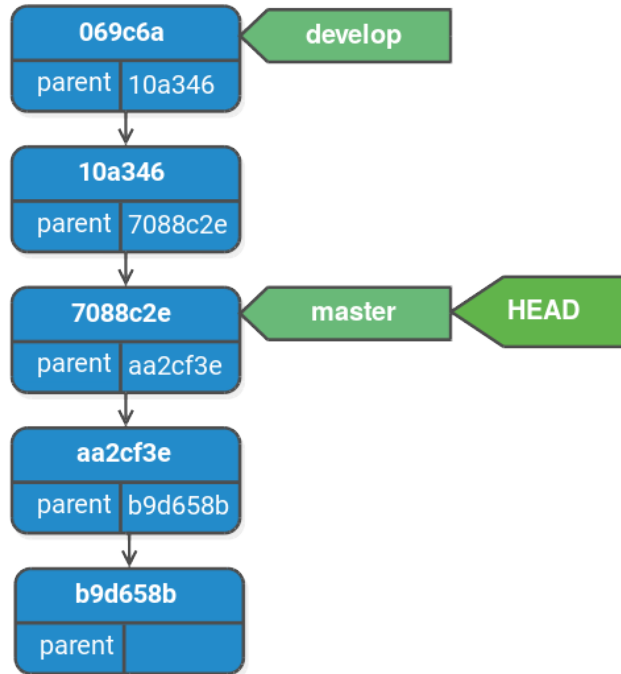 069c6a
develop
parent 10a346
10a346
parent 7088c2e
7088c2e
master
HEAD
parent aa2cf3e
aa2cf3e
parent b9d658b
b9d658b
parent